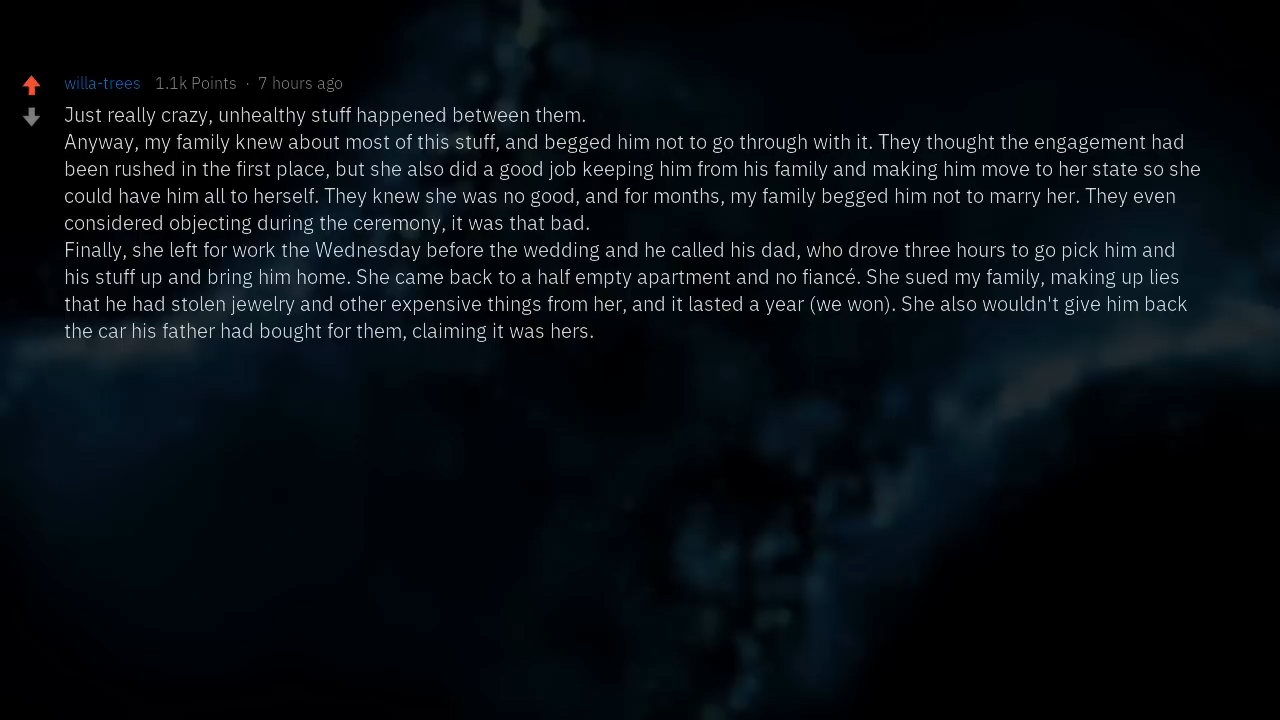 willa-trees 1.1k Points · 7 hours ago
Just really crazy, unhealthy stuff happened between them.
Anyway, my family knew about most of this stuff, and begged him not to go through with it. They thought the engagement had
been rushed in the first place, but she also did a good job keeping him from his family and making him move to her state so she
could have him all to herself. They knew she was no good, and for months, my family begged him not to marry her. They even
considered objecting during the ceremony, it was that bad.
Finally, she left for work the Wednesday before the wedding and he called his dad, who drove three hours to go pick him and
his stuff up and bring him home. She came back to a half empty apartment and no fiancé. She sued my family, making up lies
that he had stolen jewelry and other expensive things from her, and it lasted a year (we won). She also wouldn't give him back
the car his father had bought for them, claiming it was hers.